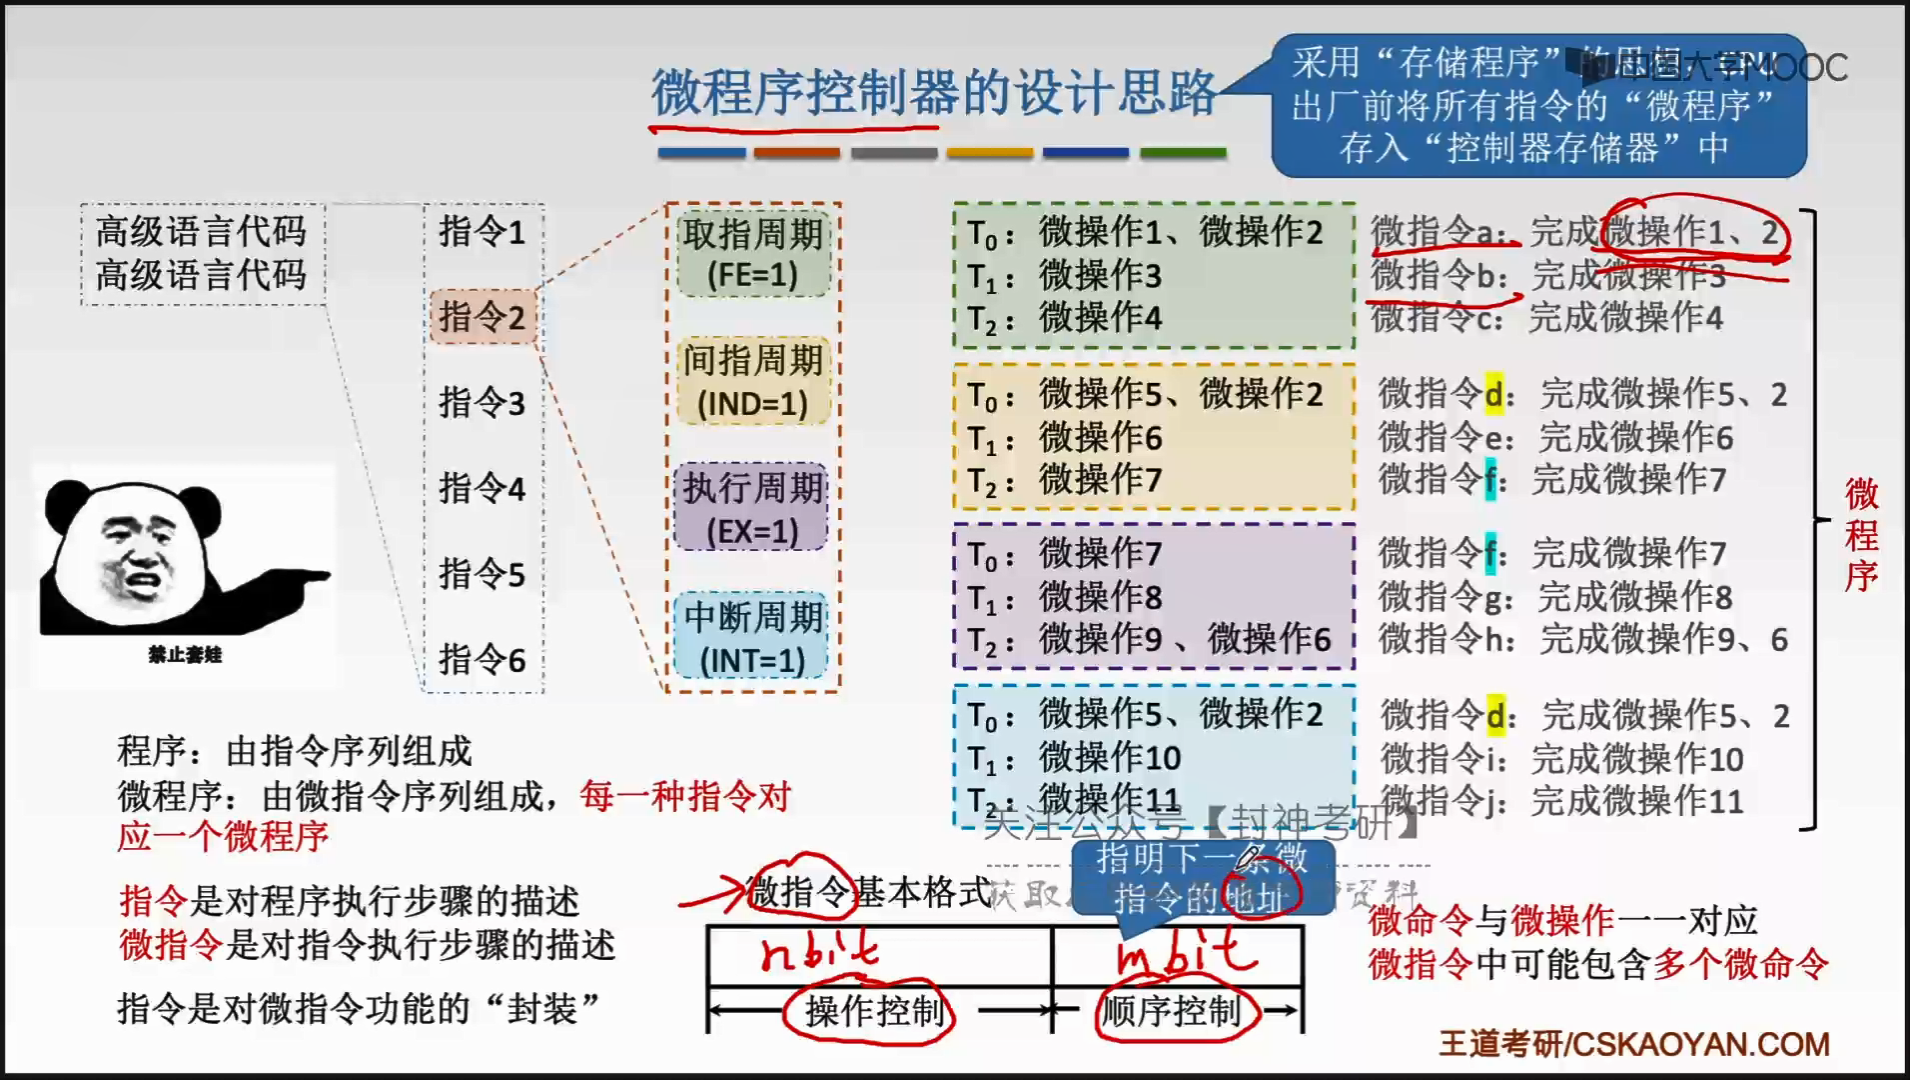 微程序控制器的设计思路
采用“存储程序”的思想，CPU
出厂前将所有指令的“微程序”
存入“控制器存储器”中
中国大学MOOC
高级语言代码
高级语言代码
指令1
指令2
指令3
指令4
指令5
指令6
取指周期
(FE=1)
间指周期
(IND=1)
执行周期
(EX=1)
中断周期
(INT=1)
T0：微操作1、微操作2
T1：微操作3
T2：微操作4
T0：微操作5、微操作2
T1：微操作6
T2：微操作7
T0：微操作7
T1：微操作8
T2：微操作9 、微操作6
T0：微操作5、微操作2
T1：微操作10
T2：微操作11
微指令a：完成微操作1、2
微指令b：完成微操作3
微指令c：完成微操作4
微指令d：完成微操作5、2
微指令e：完成微操作6
微指令f：完成微操作7
微指令f：完成微操作7
微指令g：完成微操作8
微指令h：完成微操作9、6
微指令d：完成微操作5、2
微指令i：完成微操作10
微指令j：完成微操作11
微程序
禁止套娃
程序：由指令序列组成
微程序：由微指令序列组成，每一种指令对
应一个微程序
指令是对程序执行步骤的描述
微指令是对指令执行步骤的描述
指令是对微指令功能的“封装”
关注公众号【封神考研】
获取 资料
指明下一条微
指令的地址
微指令基本格式
n bit
m bit
操作控制
顺序控制
微命令与微操作一一对应
微指令中可能包含多个微命令
王道考研/CSKAOYAN.COM